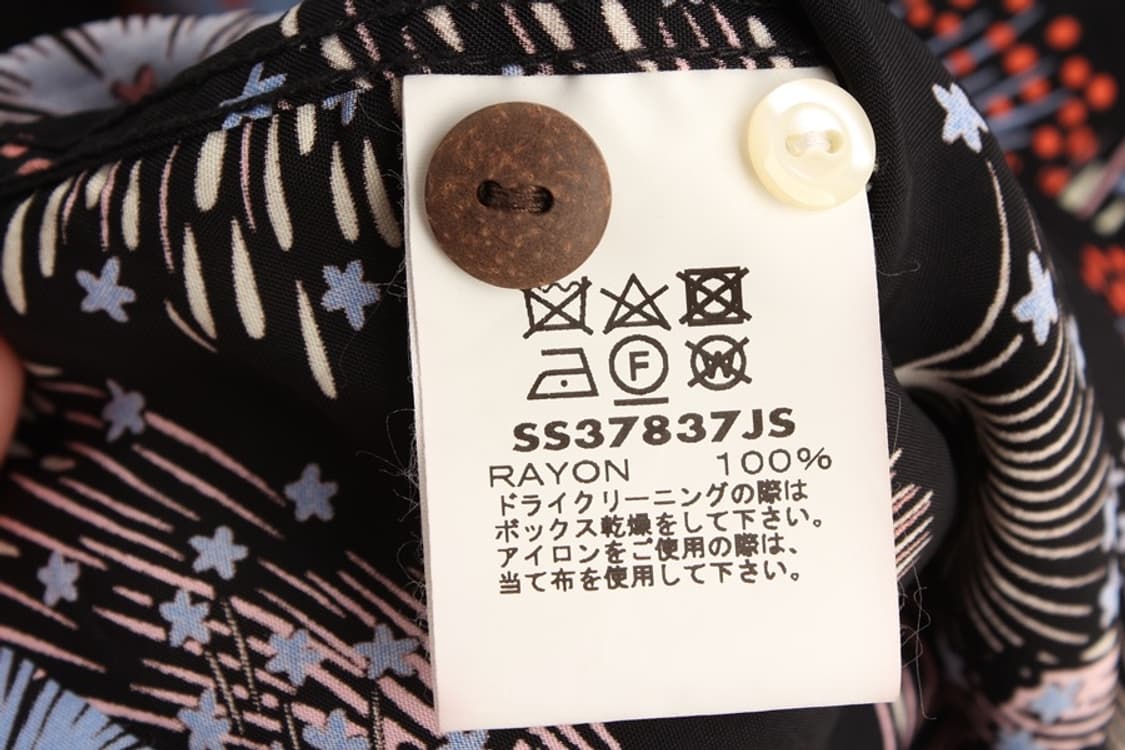 F W
SS37837JS
RAYON 100%
ドライクリーニングの際は
ボックス乾燥をして下さい。
アイロンをご使用の際は、
当て布を使用して下さい。